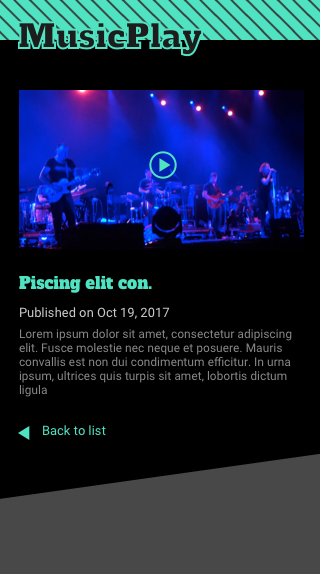 MusicPlay
Piscing elit con.
Published on Oct 19, 2017
Lorem ipsum dolor sit amet, consectetur adipiscing
elit. Fusce molestie nec neque et posuere. Mauris
convallis est non dui condimentum efficitur. In urna
ipsum, ultrices quis turpis sit amet, lobortis dictum
ligula
Back to list